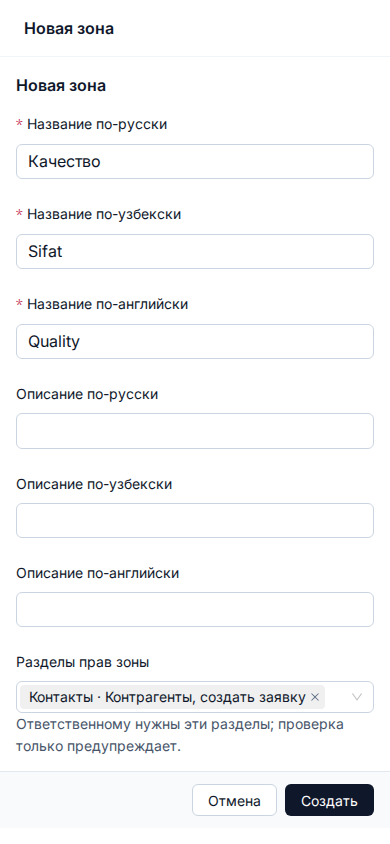 Новая зона
Новая зона
* Название по-русски
Качество
* Название по-узбекски
Sifat
* Название по-английски
Quality
Описание по-русски
Описание по-узбекски
Описание по-английски
Разделы прав зоны
Контакты · Контрагенты, создать заявку ×
Ответственному нужны эти разделы; проверка
только предупреждает.
Отмена Создать